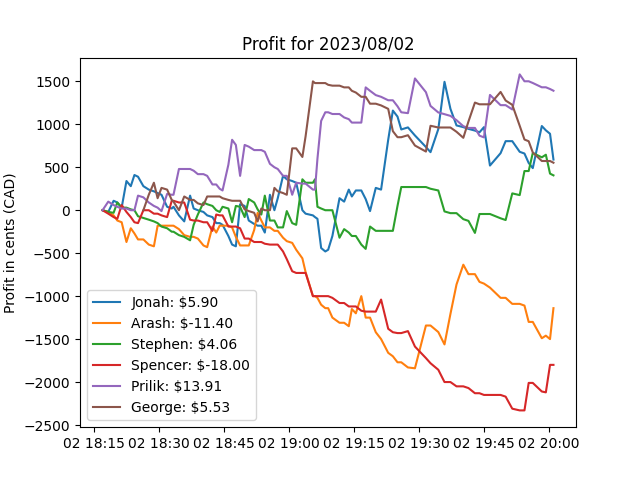 Profit for 2023/08/02
Profit in cents (CAD)
1500
1000
500
0
−500
−1000
−1500
−2000
−2500
Jonah: $5.90
Arash: $-11.40
Stephen: $4.06
Spencer: $-18.00
Prilik: $13.91
George: $5.53
02 18:15 02 18:30 02 18:45 02 19:00 02 19:15 02 19:30 02 19:45 02 20:00